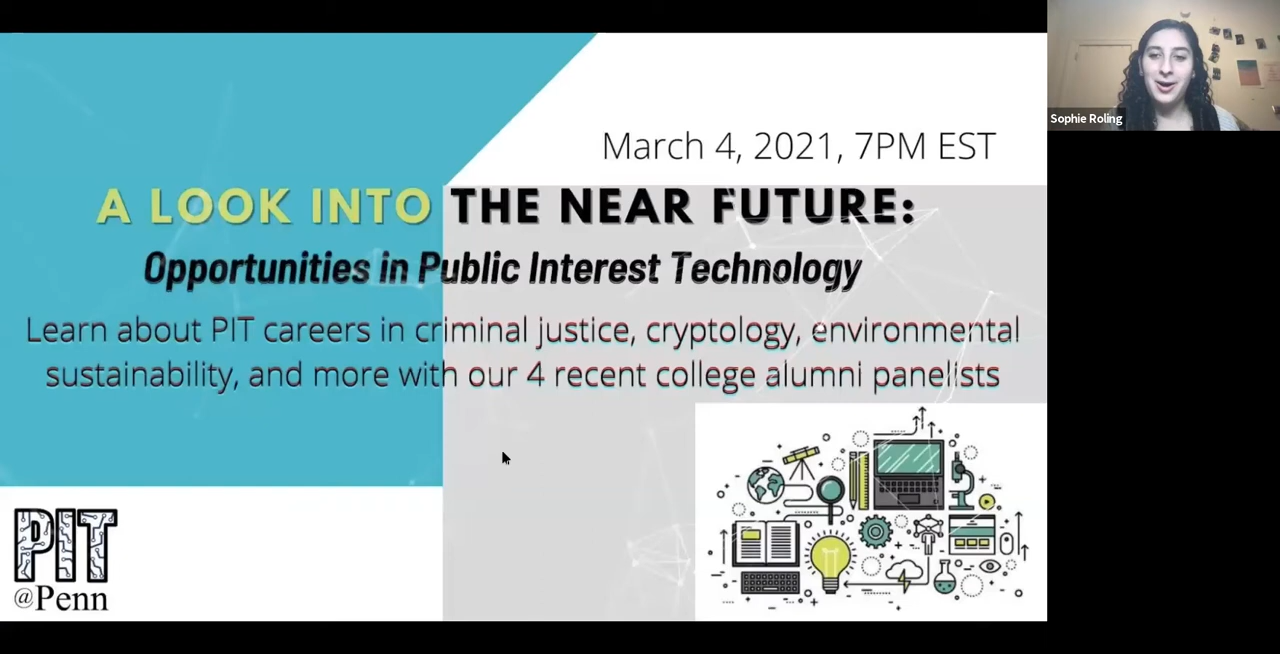 Sophie Roling
March 4, 2021, 7PM EST
A LOOK INTO THE NEAR FUTURE:
Opportunities in Public Interest Technology
Learn about PIT careers in criminal justice, cryptology, environmental
sustainability, and more with our 4 recent college alumni panelists
PIT
@Penn